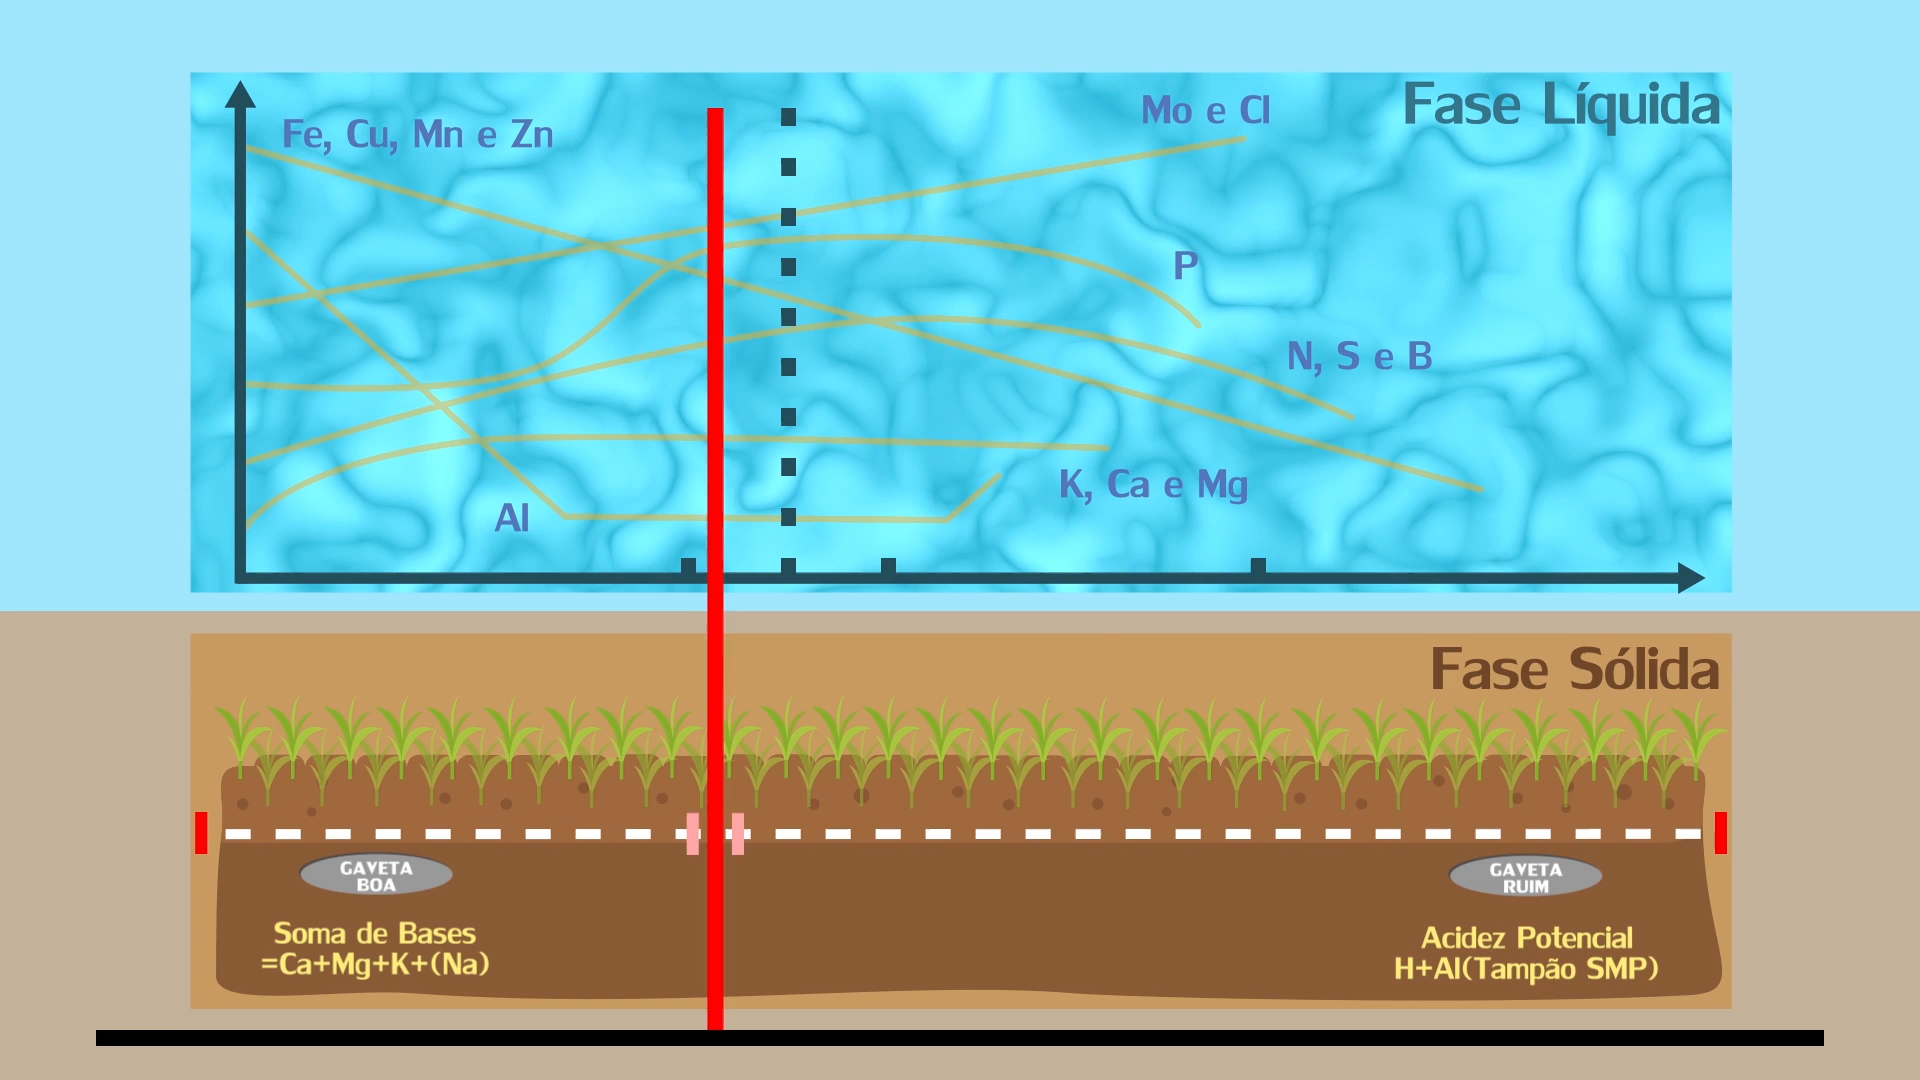 Fase Líquida
Mo e Cl
Fe, Cu, Mn e Zn
P
N, S e B
K, Ca e Mg
Al
Fase Sólida
GAVETA
BOA
GAVETA
RUIM
Soma de Bases
=Ca+Mg+K+(Na)
Acidez Potencial
H+Al(Tampão SMP)